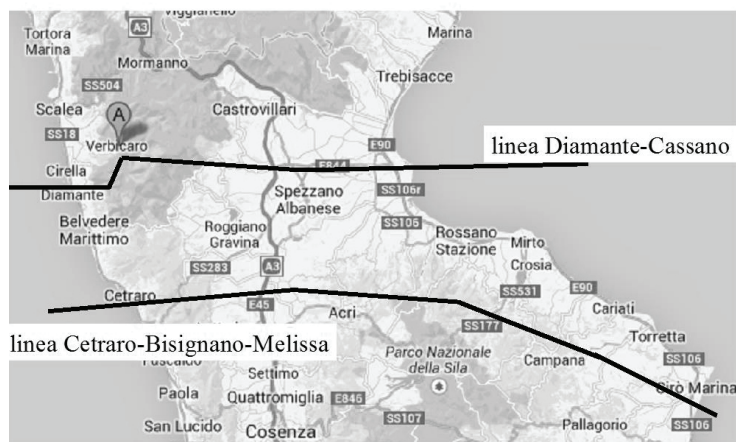 Viggianello
A3
Tortora
Marina
Marina
Mormanno
Trebisacce
SS504
Scalea
Castrovillari
A
SS18
Verbicaro
E90
linea Diamante-Cassano
E844
Cirella
SS106r
Diamante
Spezzano
Albanese
Belvedere
Marittimo
Roggiano
Gravina
SS106
Rossano
Stazione
Mirto
Crosia
SS283
A3
Cetraro
E45
SS531
E90
Acri
Cariati
SS177
linea Cetraro-Bisignano-Melissa
Torretta
Parco Nazionale
della Sila
Campana
SS106
Settimo
Cirò Marina
Paola
Quattromiglia
E846
SS107
San Lucido
Cosenza
Pallagorio
SS106